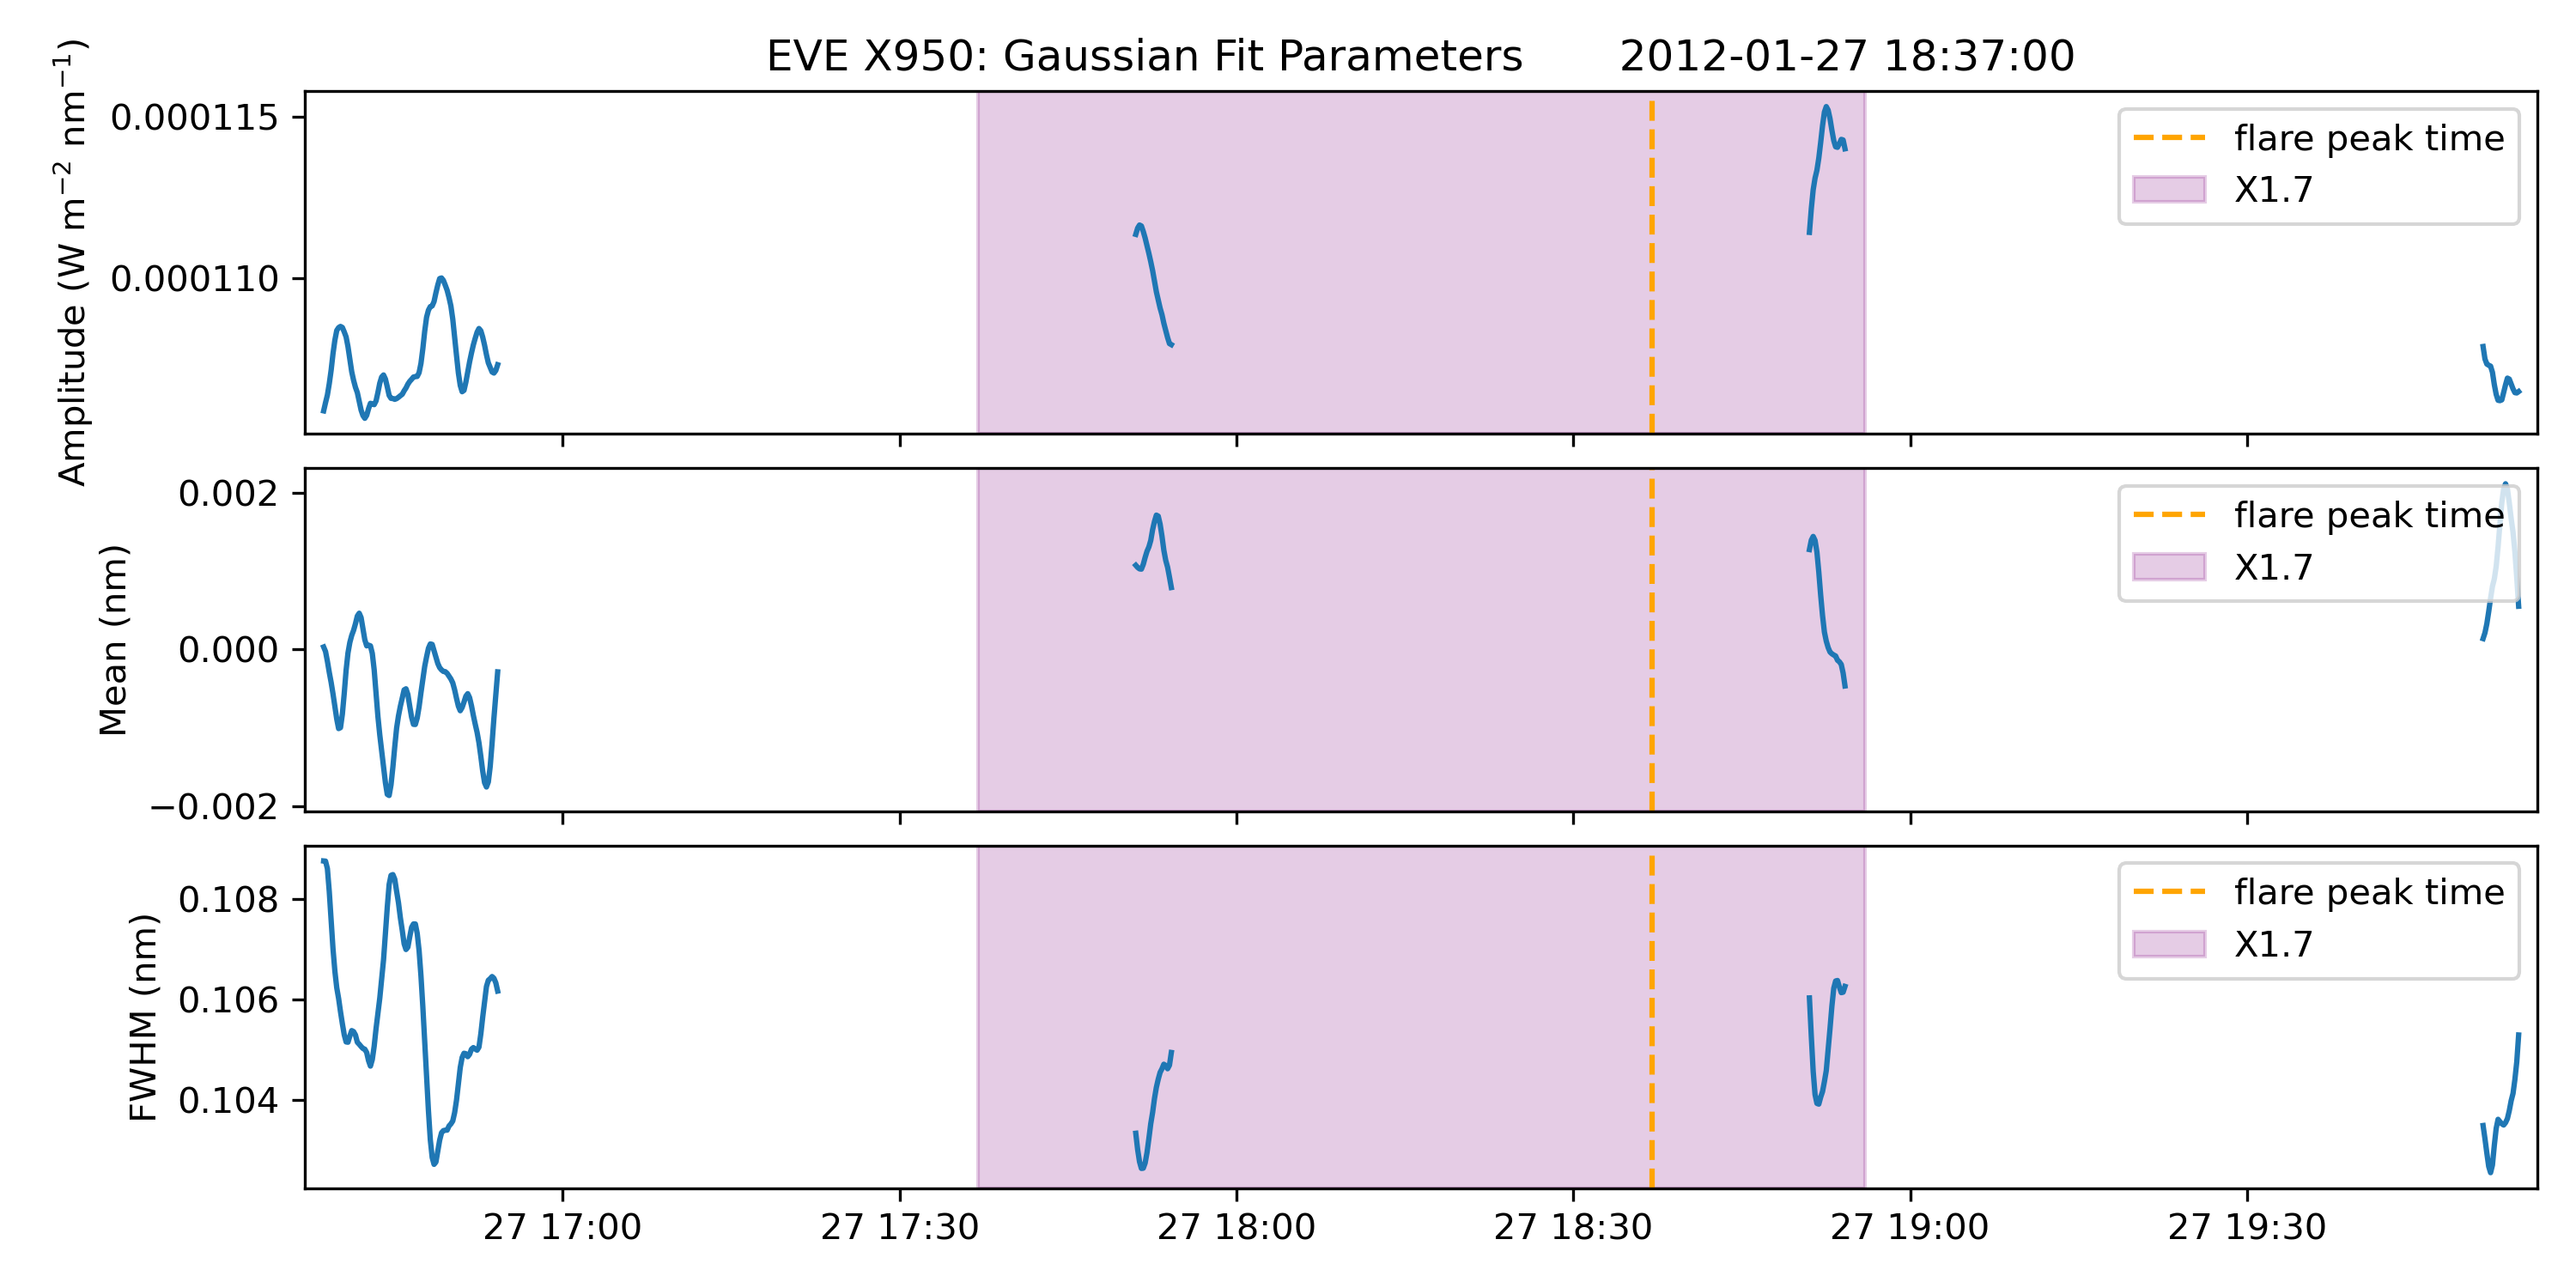 EVE X950: Gaussian Fit Parameters 2012-01-27 18:37:00
Amplitude (W m⁻² nm⁻¹)
0.000115
0.000110
flare peak time
X1.7
Mean (nm)
0.002
0.000
−0.002
flare peak time
X1.7
FWHM (nm)
0.108
0.106
0.104
flare peak time
X1.7
27 17:00 27 17:30 27 18:00 27 18:30 27 19:00 27 19:30